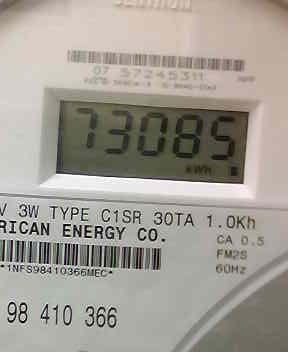 07 57245311
73085
kWh
V 3W TYPE C1SR 30TA 1.0Kh
RICAN ENERGY CO.
CA 0.5
FM2S
60Hz
*1NFS98410366MEC*
98 410 366